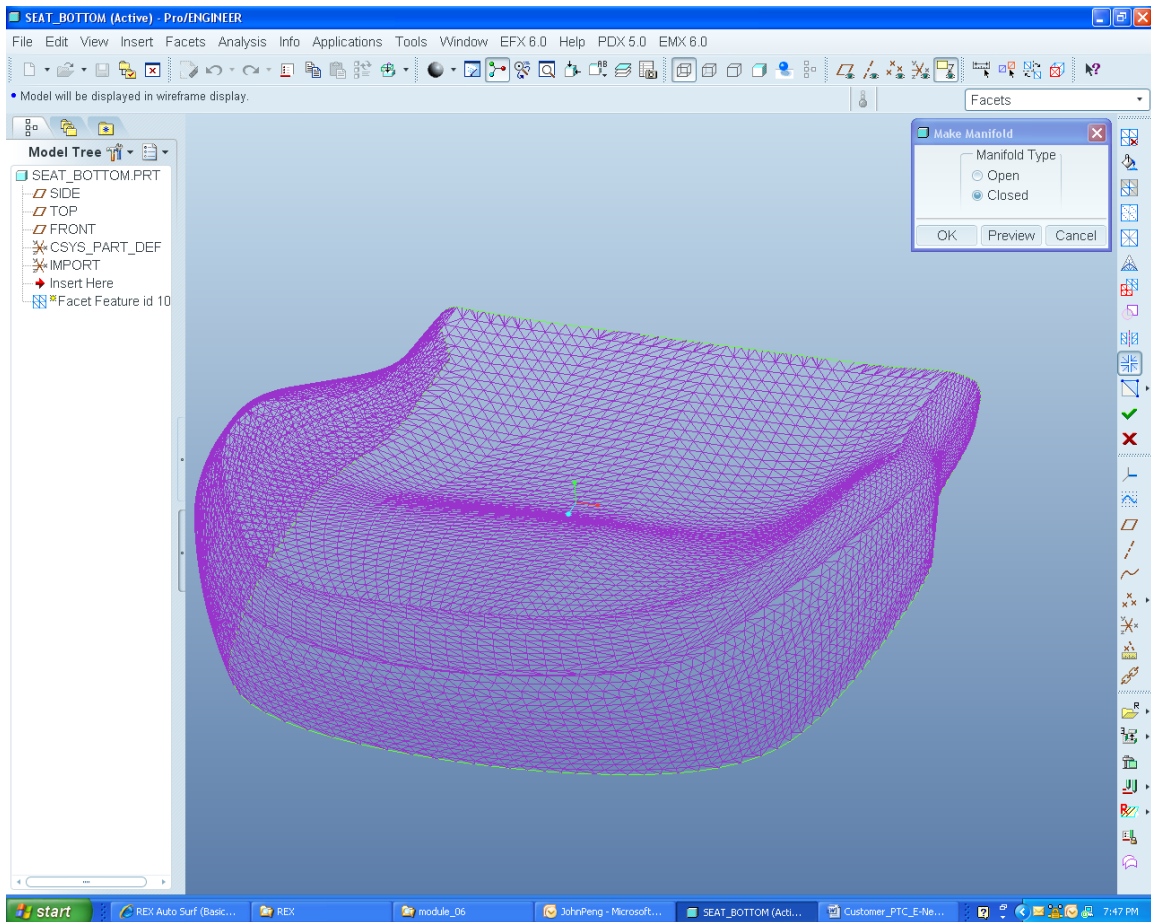 SEAT_BOTTOM (Active) - Pro/ENGINEER
File Edit View Insert Facets Analysis Info Applications Tools Window EFX 6.0 Help PDX 5.0 EMX 6.0
• Model will be displayed in wireframe display.
Facets
Model Tree
SEAT_BOTTOM.PRT
SIDE
TOP
FRONT
CSYS_PART_DEF
IMPORT
Insert Here
Facet Feature id 10
Make Manifold
Manifold Type
Open
Closed
OK Preview Cancel
start
REX Auto Surf (Basic...
REX
module_06
JohnPeng - Microsoft...
SEAT_BOTTOM (Acti...
Customer_PTC_E-Ne...
7:47 PM